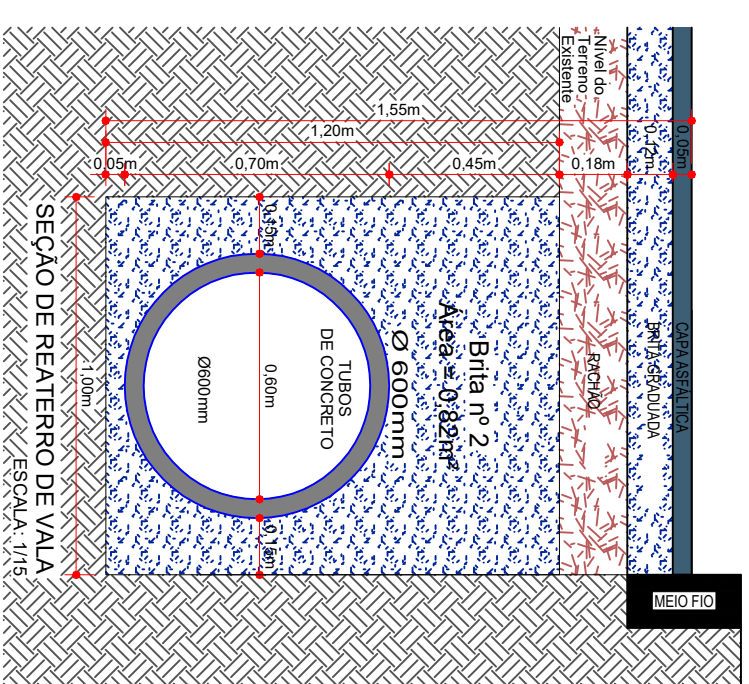 CAPA ASFÁLTICA
BRITA GRADUADA
RACHÃO
Nível do
Terreno
Existente
MEIO FIO
0,05m
0,12m
0,18m
0,45m
0,70m
0,05m
1,20m
1,55m
Brita nº 2
Área = 0,82m²
Ø 600mm
TUBOS
DE CONCRETO
Ø600mm
0,15m
0,60m
0,15m
1,00m
SEÇÃO DE REATERRO DE VALA
ESCALA: 1/15